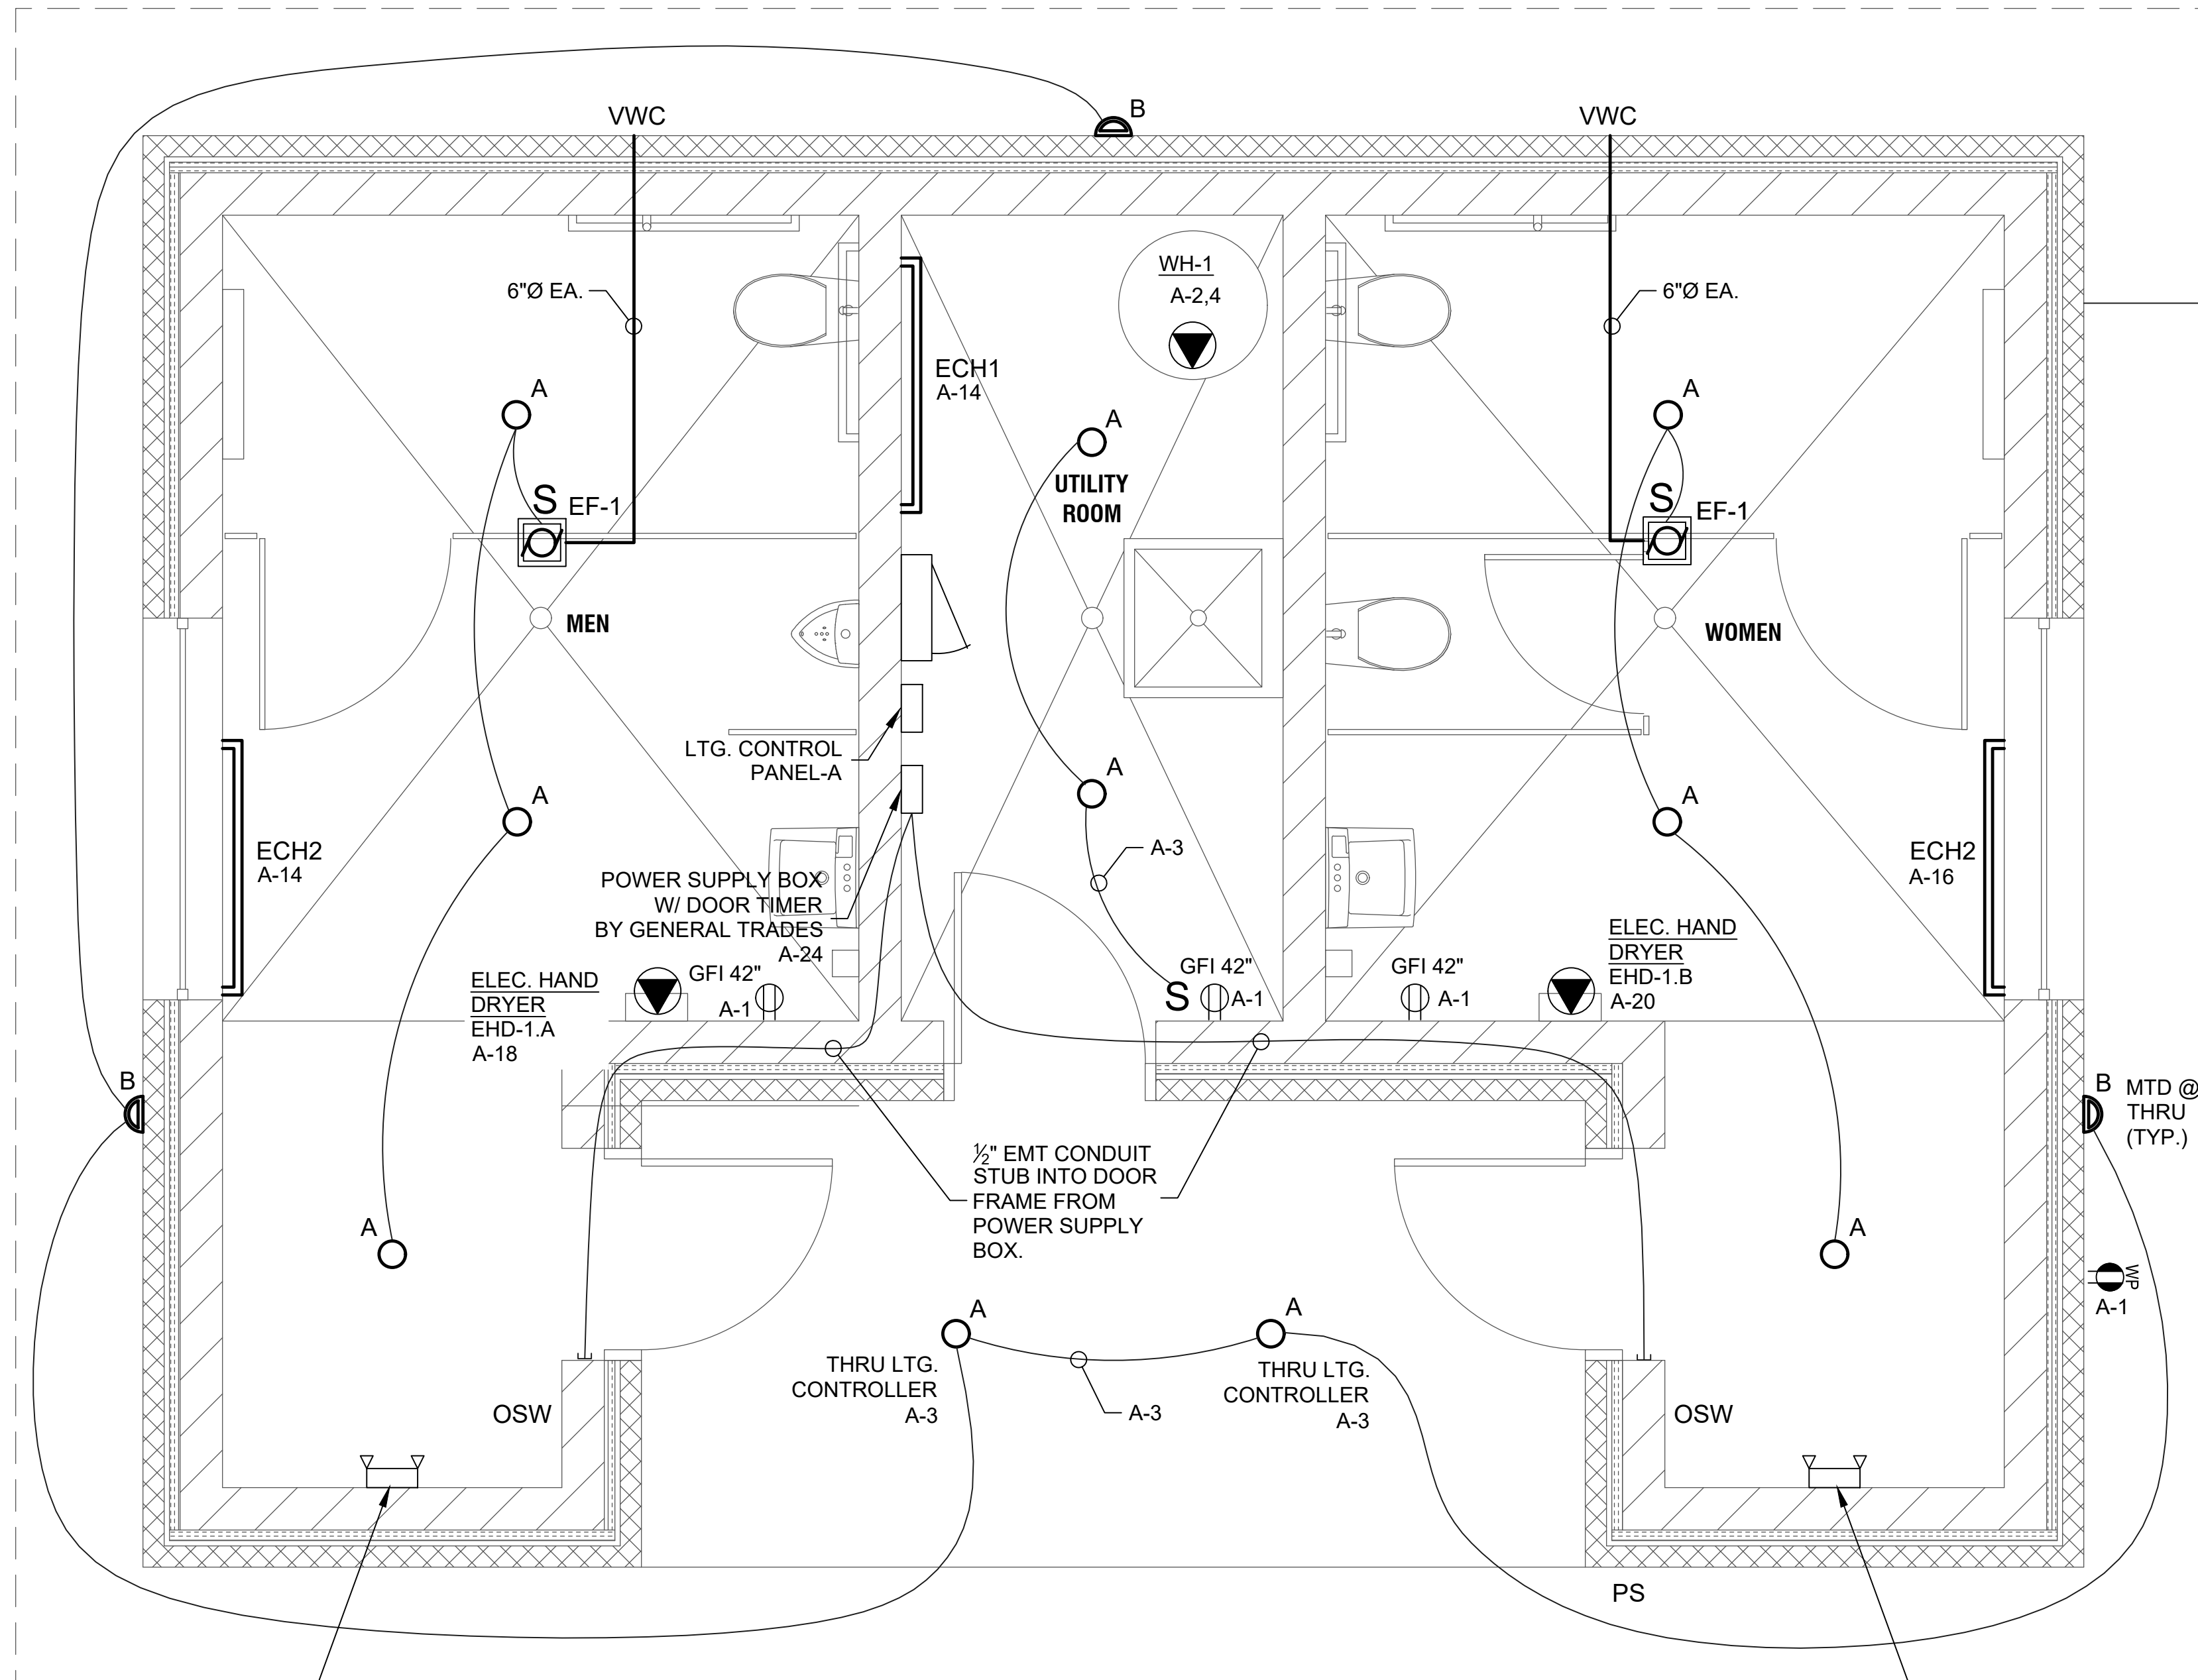 B
VWC
VWC
6"Ø EA.
WH-1
A-2,4
6"Ø EA.
ECH1
A-14
A
A
A
UTILITY
ROOM
S
EF-1
S
EF-1
MEN
WOMEN
LTG. CONTROL
PANEL-A
A
A
A
A-3
ECH2
A-14
ECH2
A-16
POWER SUPPLY BOX
W/ DOOR TIMER
BY GENERAL TRADES
A-24
ELEC. HAND
DRYER
EHD-1.A
A-18
GFI 42"
A-1
GFI 42"
S
A-1
GFI 42"
A-1
ELEC. HAND
DRYER
EHD-1.B
A-20
B
B
MTD @
THRU
(TYP.)
½" EMT CONDUIT
STUB INTO DOOR
FRAME FROM
POWER SUPPLY
BOX.
A
A
WP
A-1
A
A
THRU LTG.
CONTROLLER
A-3
A-3
THRU LTG.
CONTROLLER
A-3
OSW
OSW
PS